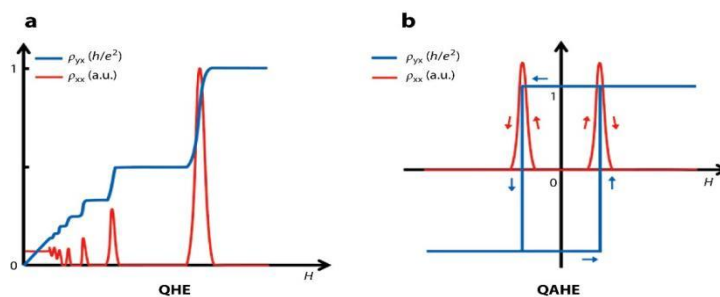 a
ρyx (h/e²)
ρxx (a.u.)
1
0
H
QHE
b
ρyx (h/e²)
ρxx (a.u.)
1
0
H
QAHE